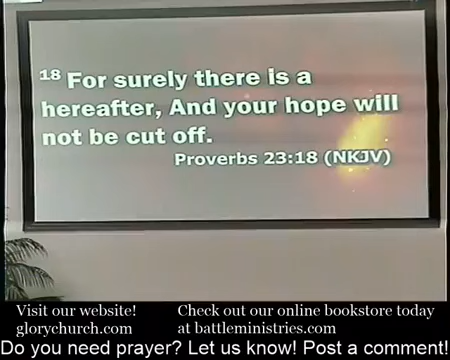 18 For surely there is a
hereafter, And your hope will
not be cut off.
Proverbs 23:18 (NKJV)
Visit our website! Check out our online bookstore today
glorychurch.com at battleministries.com
Do you need prayer? Let us know! Post a comment!